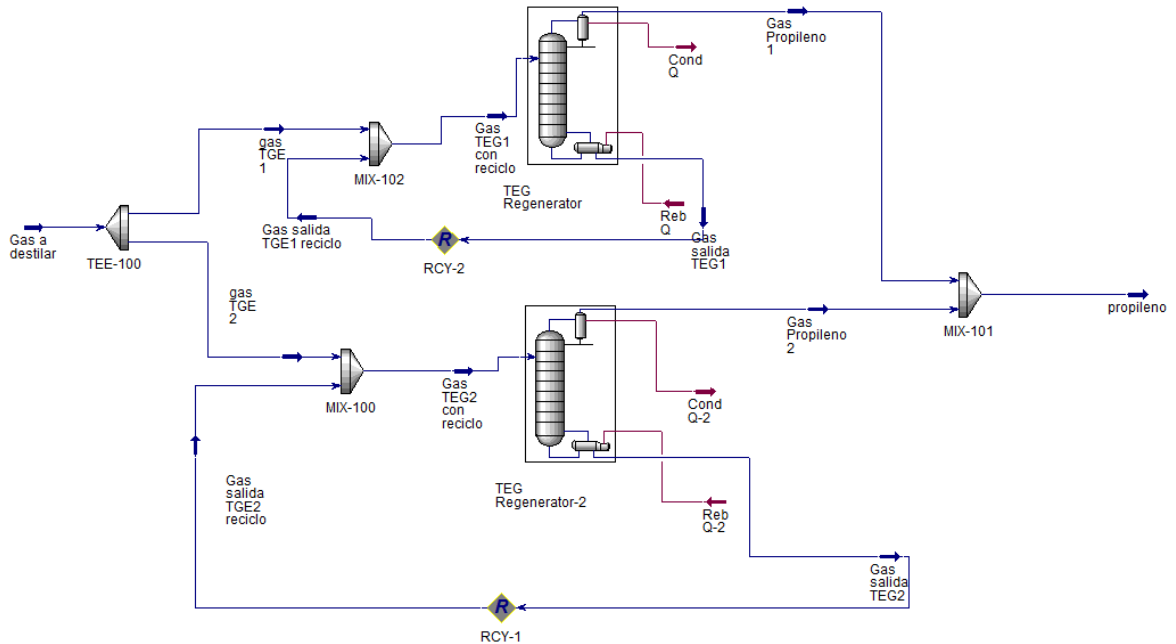 Gas
Propileno
1
Cond
Q
gas
TGE
1
MIX-102
Gas
TEG1
con
reciclo
TEG
Regenerator
Reb
Q
Gas a
destilar
TEE-100
Gas salida
TGE1 reciclo
R
RCY-2
Gas
salida
TEG1
gas
TGE
2
MIX-100
Gas
TEG2
con
reciclo
Gas
Propileno
2
MIX-101
propileno
Cond
Q-2
TEG
Regenerator-2
Reb
Q-2
Gas
salida
TGE2
reciclo
Gas
salida
TEG2
R
RCY-1